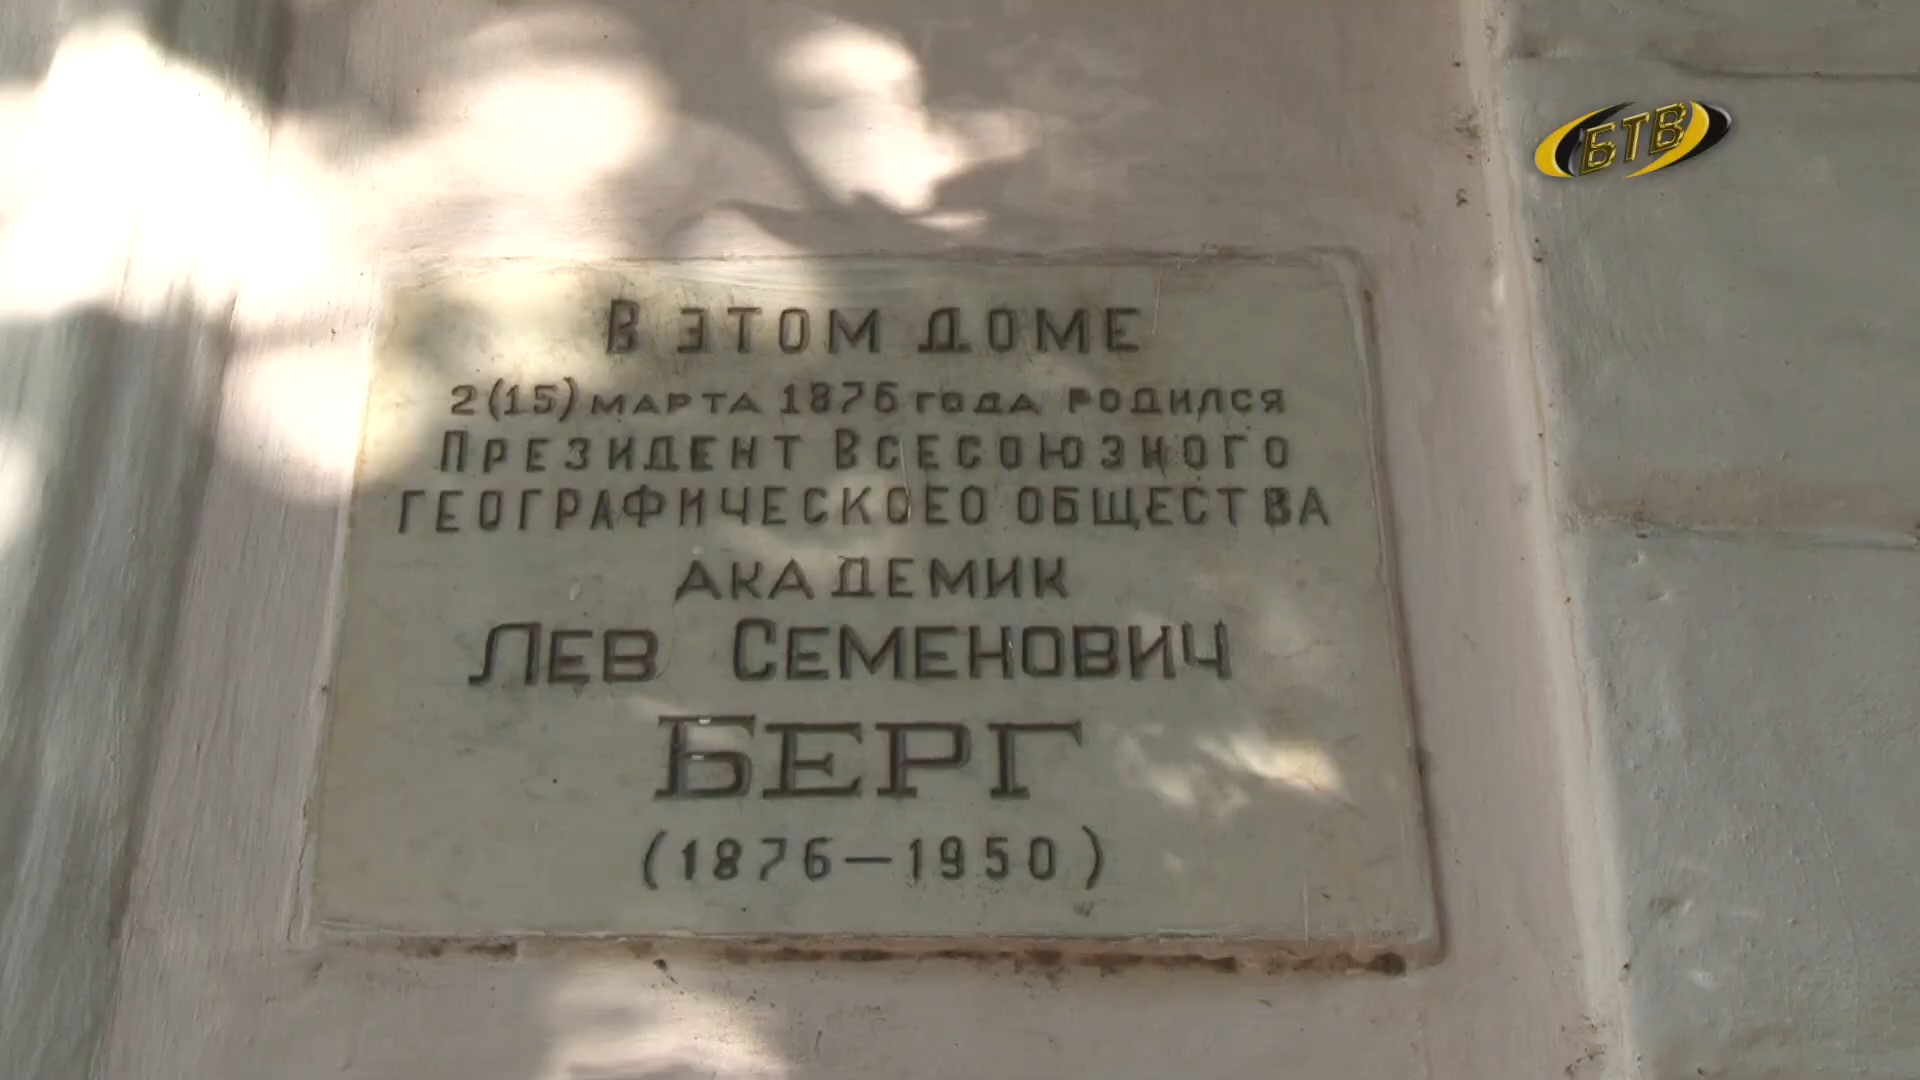 БТВ
В ЭТОМ ДОМЕ
2(15) МАРТА 1876 ГОДА РОДИЛСЯ
ПРЕЗИДЕНТ ВСЕСОЮЗНОГО
ГЕОГРАФИЧЕСКОЕО ОБЩЕСТВА
АКАДЕМИК
ЛЕВ СЕМЕНОВИЧ
БЕРГ
(1876—1950)